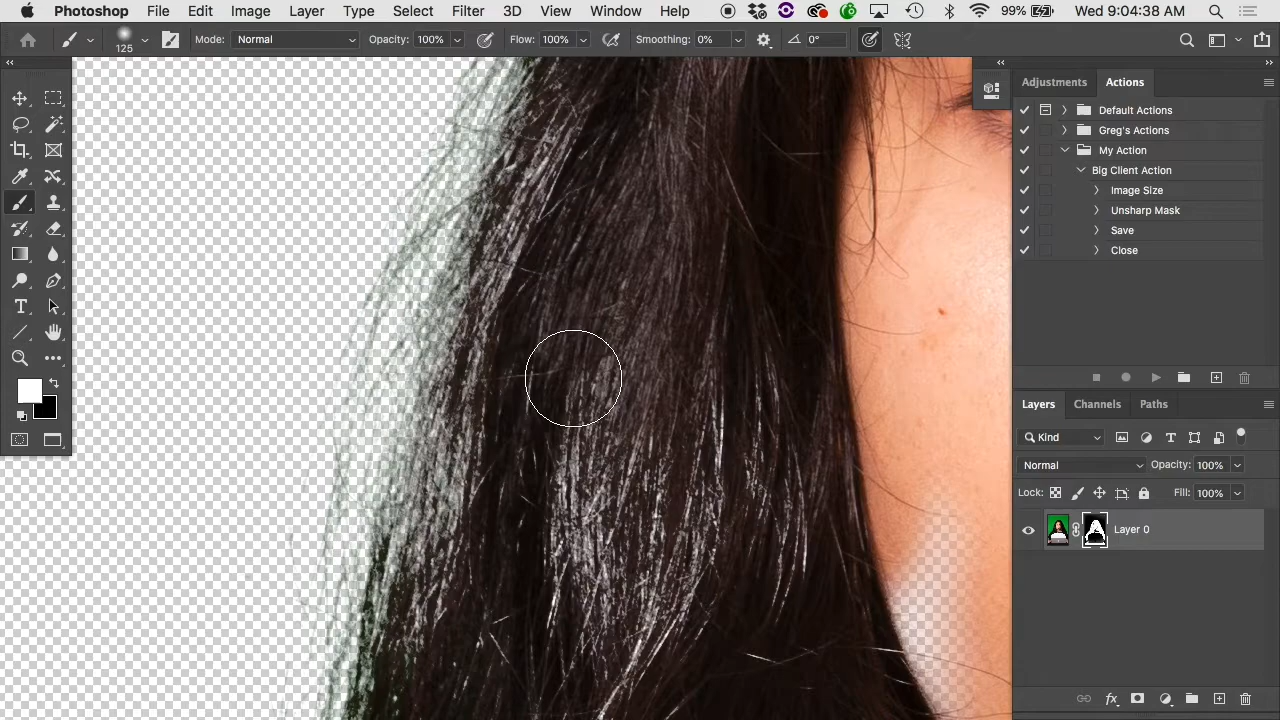 Photoshop File Edit Image Layer Type Select Filter 3D View Window Help 99% Wed 9:04:38 AM
125 Mode: Normal Opacity: 100% Flow: 100% Smoothing: 0% 0°
Adjustments Actions
Default Actions
Greg's Actions
My Action
Big Client Action
Image Size
Unsharp Mask
Save
Close
Layers Channels Paths
Kind
Normal Opacity: 100%
Lock: Fill: 100%
Layer 0